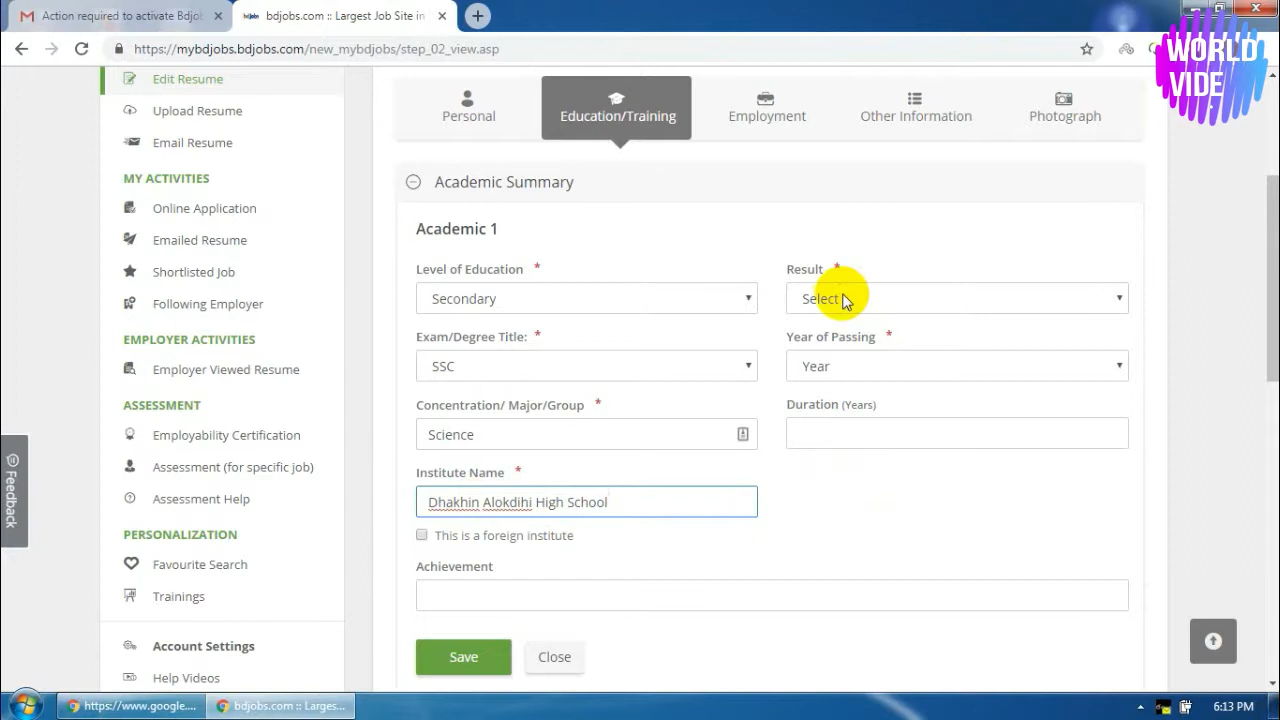 Action required to activate Bdjob
bdjobs.com :: Largest Job Site in
https://mybdjobs.bdjobs.com/new_mybdjobs/step_02_view.asp
WORLD
VIDE
Edit Resume
Upload Resume
Email Resume
MY ACTIVITIES
Online Application
Emailed Resume
Shortlisted Job
Following Employer
EMPLOYER ACTIVITIES
Employer Viewed Resume
ASSESSMENT
Employability Certification
Assessment (for specific job)
Assessment Help
PERSONALIZATION
Favourite Search
Trainings
Account Settings
Help Videos
Feedback
Personal
Education/Training
Employment
Other Information
Photograph
Academic Summary
Academic 1
Level of Education *
Secondary
Result *
Select
Exam/Degree Title: *
SSC
Year of Passing *
Year
Concentration/ Major/Group *
Science
Duration (Years)
Institute Name *
Dhakhin Alokdihi High School
This is a foreign institute
Achievement
Save
Close
https://www.google....
bdjobs.com :: Larges...
6:13 PM